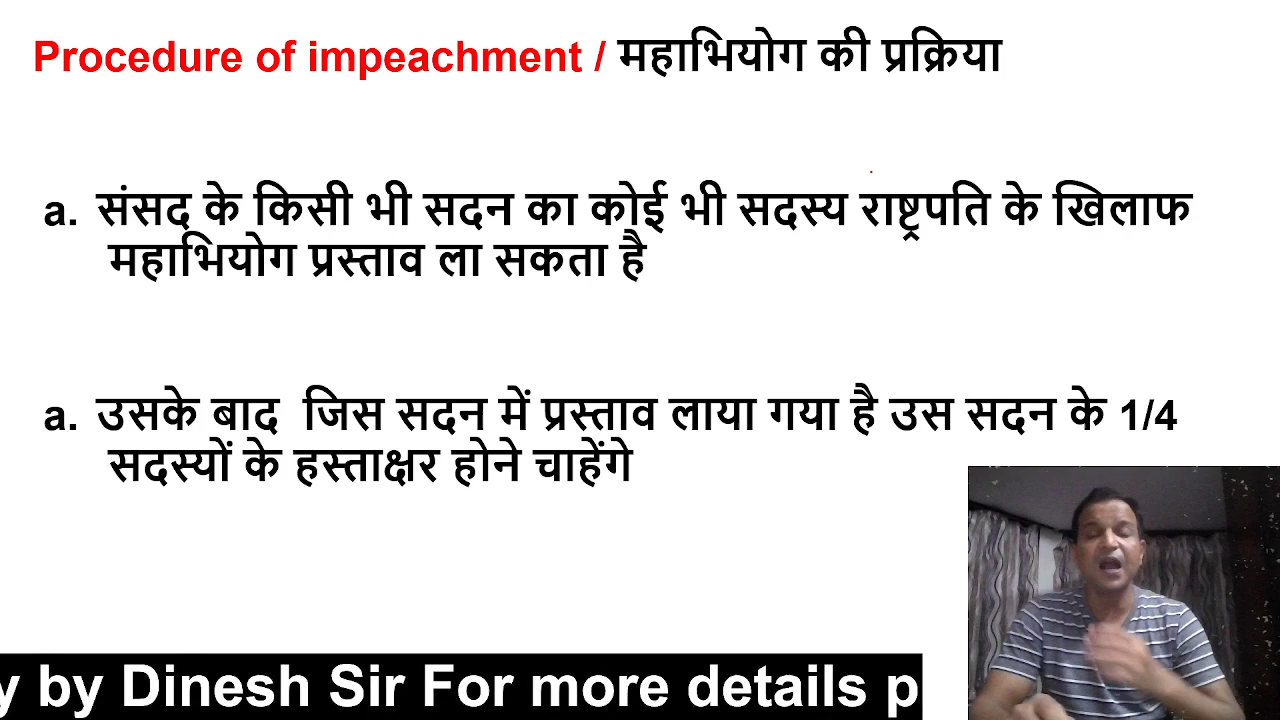 Procedure of impeachment / महाभियोग की प्रक्रिया
a. संसद के किसी भी सदन का कोई भी सदस्य राष्ट्रपति के खिलाफ
महाभियोग प्रस्ताव ला सकता है
a. उसके बाद जिस सदन में प्रस्ताव लाया गया है उस सदन के 1/4
सदस्यों के हस्ताक्षर होने चाहेंगे
y by Dinesh Sir For more details p